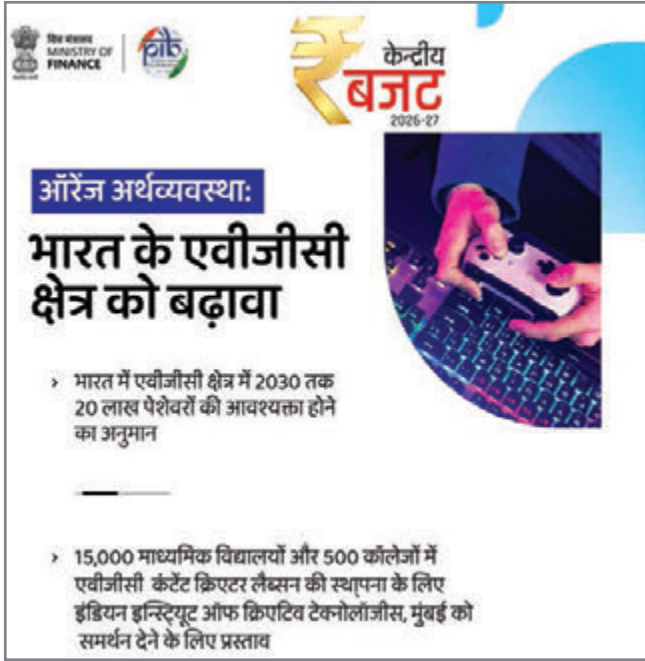 वित्त मंत्रालय
MINISTRY OF
FINANCE
pib
केन्द्रीय
बजट
2026-27
ऑरेंज अर्थव्यवस्था:
भारत के एवीजीसी
क्षेत्र को बढ़ावा
› भारत में एवीजीसी क्षेत्र में 2030 तक
20 लाख पेशेवरों की आवश्यक्ता होने
का अनुमान
› 15,000 माध्यमिक विद्यालयों और 500 कॉलेजों में
एवीजीसी कंटेंट क्रिएटर लैब्सन की स्थापना के लिए
इंडियन इन्स्टियूट ऑफ क्रिएटिव टेक्नोलॉजीस, मुंबई को
समर्थन देने के लिए प्रस्ताव